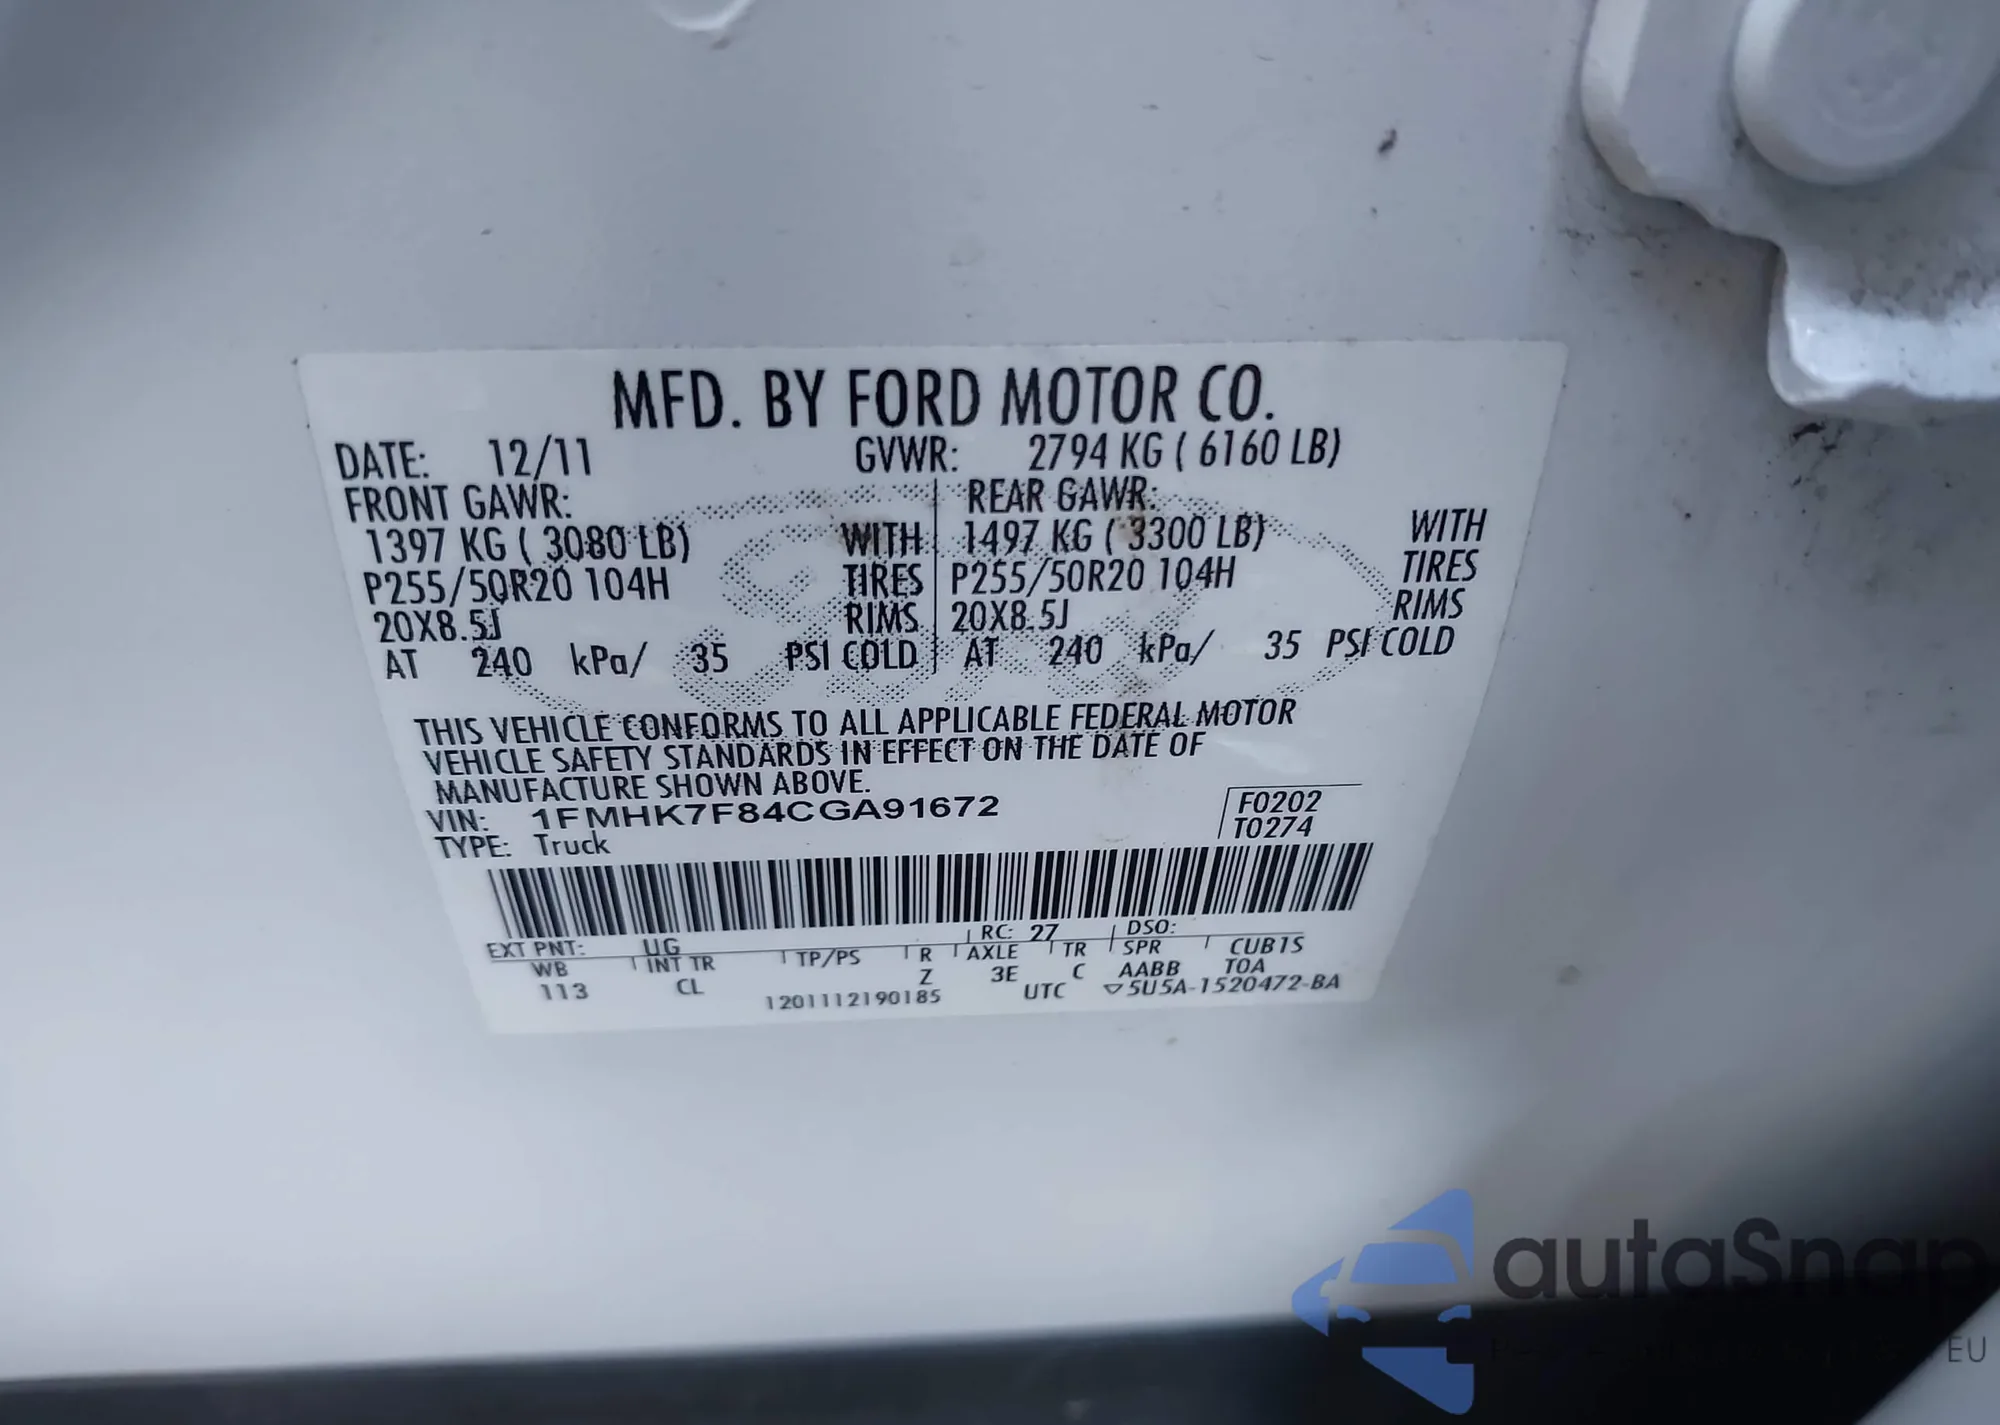 MFD. BY FORD MOTOR CO.
DATE: 12/11 GVWR: 2794 KG ( 6160 LB)
FRONT GAWR: REAR GAWR:
1397 KG ( 3080 LB) WITH 1497 KG ( 3300 LB) WITH
P255/50R20 104H TIRES P255/50R20 104H TIRES
20X8.5J RIMS 20X8.5J RIMS
AT 240 kPa/ 35 PSI COLD AT 240 kPa/ 35 PSI COLD
THIS VEHICLE CONFORMS TO ALL APPLICABLE FEDERAL MOTOR
VEHICLE SAFETY STANDARDS IN EFFECT ON THE DATE OF
MANUFACTURE SHOWN ABOVE.
VIN: 1FMHK7F84CGA91672 F0202
TYPE: Truck T0274
EXT PNT: UG RC: 27 DSO:
WB INT TR TP/PS R AXLE TR SPR CUB1S
113 CL Z 3E C AABB TOA
1201112190185 UTC ▽5U5A-1520472-BA
autaSnap
EU